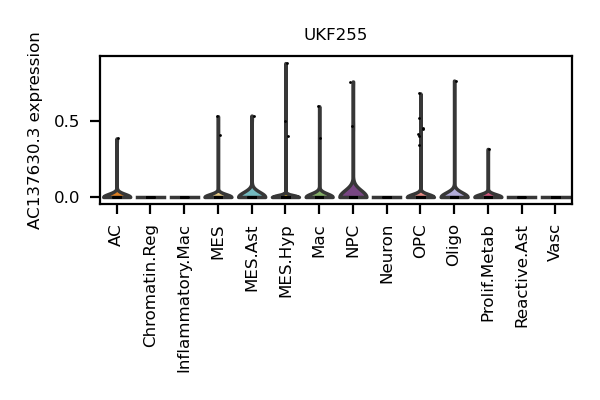 UKF255
AC137630.3 expression
0.5
0.0
AC
Chromatin.Reg
Inflammatory.Mac
MES
MES.Ast
MES.Hyp
Mac
NPC
Neuron
OPC
Oligo
Prolif.Metab
Reactive.Ast
Vasc